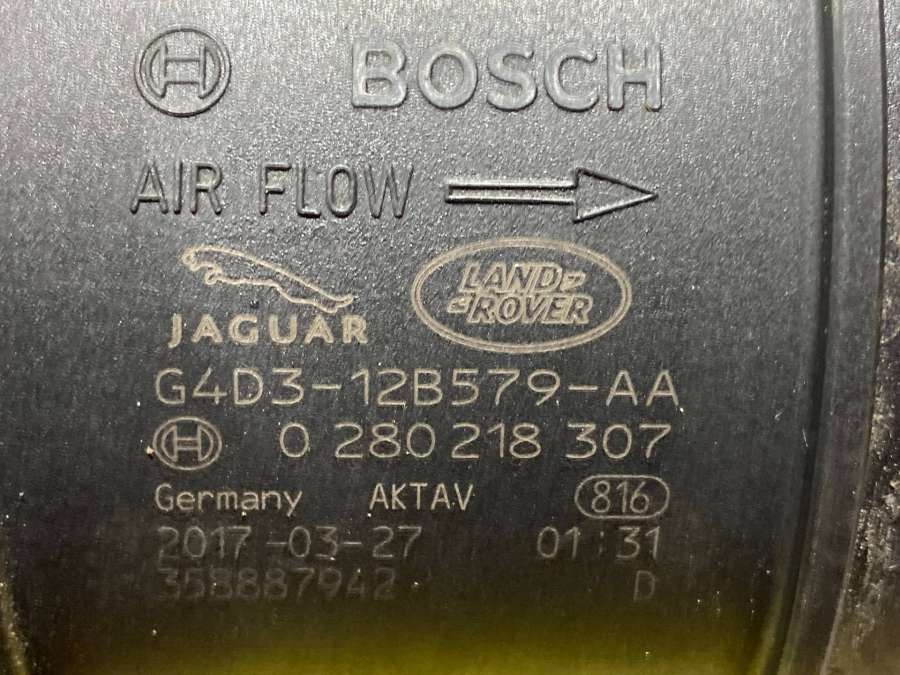 BOSCH
AIR FLOW
JAGUAR LAND ROVER
G4D3-12B579-AA
0 280 218 307
Germany AKTAV 816
2017-03-27 01:31
358887942 D